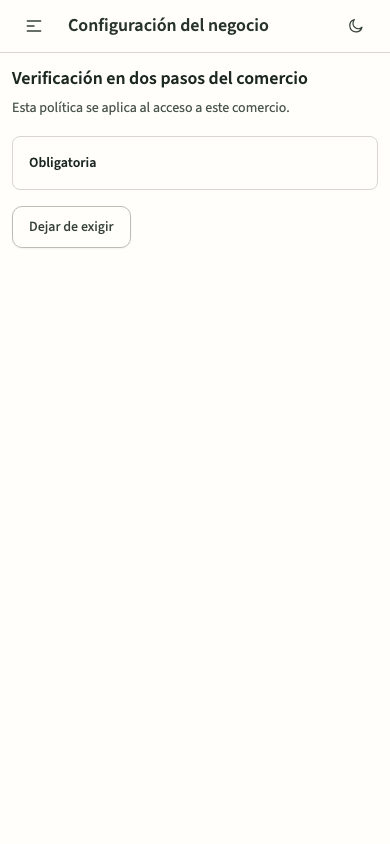 Configuración del negocio
Verificación en dos pasos del comercio
Esta política se aplica al acceso a este comercio.
Obligatoria
Dejar de exigir